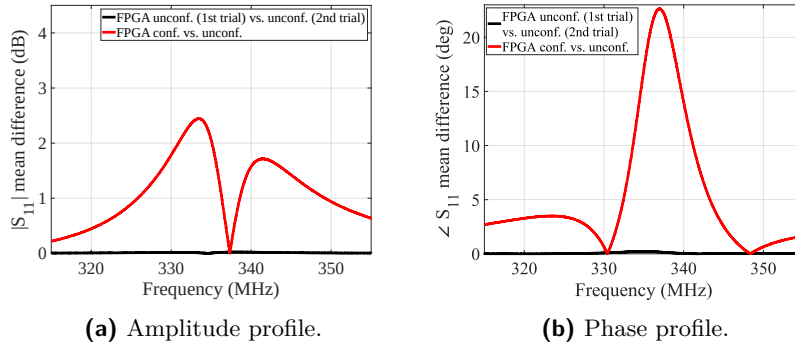 FPGA unconf. (1st trial) vs. unconf. (2nd trial)
FPGA conf. vs. unconf.
|S11| mean difference (dB)
4
3
2
1
0
320 330 340 350
Frequency (MHz)
(a) Amplitude profile.
FPGA unconf. (1st trial)
vs. unconf. (2nd trial)
FPGA conf. vs. unconf.
∠ S11 mean difference (deg)
20
15
10
5
0
320 330 340 350
Frequency (MHz)
(b) Phase profile.